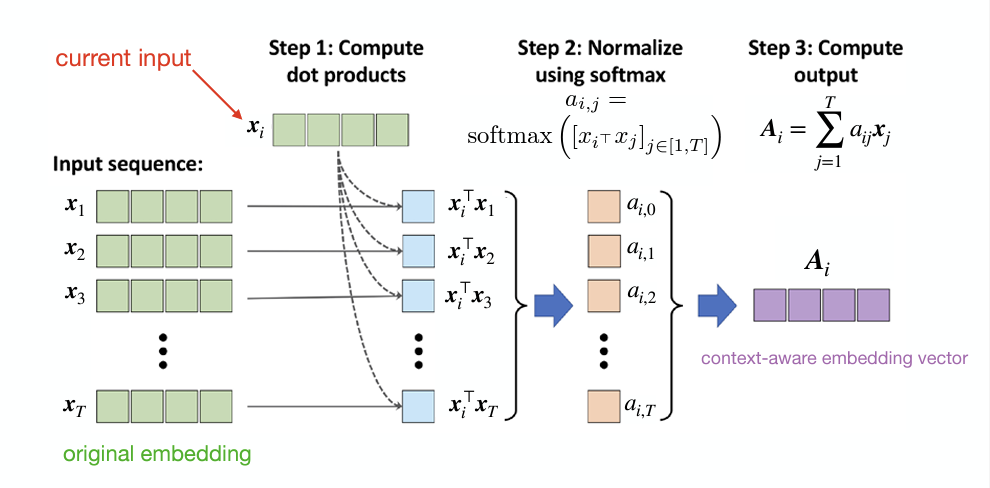 current input
Step 1: Compute
dot products
Step 2: Normalize
using softmax
Step 3: Compute
output
a_{i,j} =
softmax([x_{i^⊤} x_j]_{j∈[1,T]})
A_i = \sum_{j=1}^{T} a_{ij} x_j
x_i
Input sequence:
x_1
x_2
x_3
x_T
original embedding
x_i^⊤ x_1
x_i^⊤ x_2
x_i^⊤ x_3
x_i^⊤ x_T
a_{i,0}
a_{i,1}
a_{i,2}
a_{i,T}
A_i
context-aware embedding vector